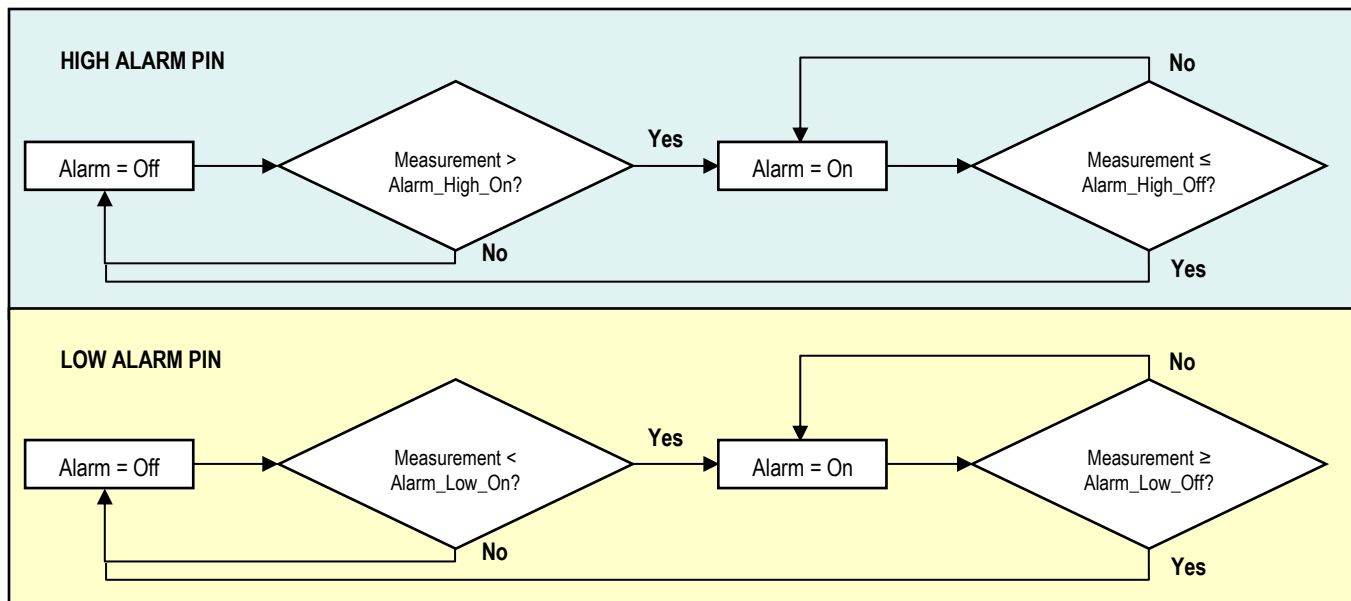 HIGH ALARM PIN
No
Alarm = Off
Measurement >
Alarm_High_On?
Yes
Alarm = On
Measurement ≤
Alarm_High_Off?
No
Yes
LOW ALARM PIN
No
Alarm = Off
Measurement <
Alarm_Low_On?
Yes
Alarm = On
Measurement ≥
Alarm_Low_Off?
No
Yes